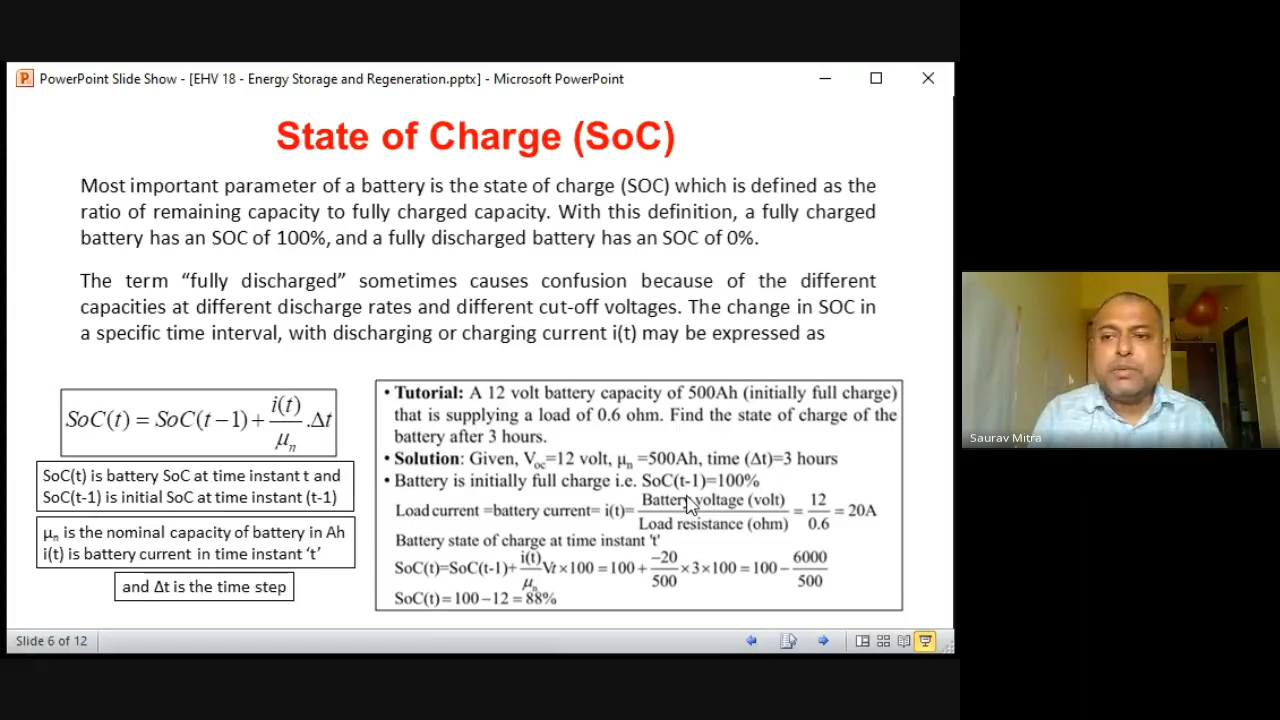 PowerPoint Slide Show - [EHV 18 - Energy Storage and Regeneration.pptx] - Microsoft PowerPoint
State of Charge (SoC)
Most important parameter of a battery is the state of charge (SOC) which is defined as the
ratio of remaining capacity to fully charged capacity. With this definition, a fully charged
battery has an SOC of 100%, and a fully discharged battery has an SOC of 0%.
The term “fully discharged” sometimes causes confusion because of the different
capacities at different discharge rates and different cut-off voltages. The change in SOC in
a specific time interval, with discharging or charging current i(t) may be expressed as
SoC(t) = SoC(t−1) + i(t)/μn .Δt
SoC(t) is battery SoC at time instant t and
SoC(t-1) is initial SoC at time instant (t-1)
μn is the nominal capacity of battery in Ah
i(t) is battery current in time instant ‘t’
and Δt is the time step
• Tutorial: A 12 volt battery capacity of 500Ah (initially full charge)
that is supplying a load of 0.6 ohm. Find the state of charge of the
battery after 3 hours.
• Solution: Given, Voc=12 volt, μn =500Ah, time (Δt)=3 hours
• Battery is initially full charge i.e. SoC(t-1)=100%
Load current =battery current= i(t)= Battery voltage (volt)/Load resistance (ohm) = 12/0.6 = 20A
Battery state of charge at time instant 't'
SoC(t)=SoC(t-1)+ i(t)/μn ∇t×100 = 100 + −20/500 ×3×100 = 100 − 6000/500
SoC(t) = 100−12 = 88%
Slide 6 of 12
Saurav Mitra